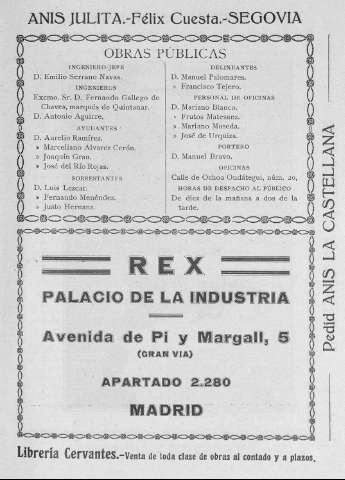 ANIS JULITA.-Félix Cuesta.-SEGOVIA
OBRAS PÚBLICAS
INGENIERO-JEFE
D. Emilio Serrano Navas.
INGENIEROS
Excmo. Sr. D. Fernando Gallego de
Chaves, marqués de Quintanar.
D. Antonio Aguirre.
AYUDANTES
D. Aurelio Ramírez.
» Marcelliano Alvarez Cerón.
» Joaquín Gran.
» José del Río Rojas.
SOBRESTANTES
D. Luis Lezcar.
» Fernando Menéndez.
» Justo Hernanz.
DELINEANTES
D. Manuel Palomares.
» Francisco Tejero.
PERSONAL DE OFICINAS
D. Mariano Blanco.
» Frutos Matesanz.
» Mariano Moseda.
» José de Urquiza.
PORTERO
D. Manuel Bravo.
OFICINAS
Calle de Ochoa Ondátegui, núm. 20,
HORAS DE DESPACHO AL PÚBLICO
De diez de la mañana a dos de la
tarde.
REX
PALACIO DE LA INDUSTRIA
Avenida de Pi y Margall, 5
(GRAN VIA)
APARTADO 2.280
MADRID
Pedid ANIS LA CASTELLANA
Librería Cervantes.-Venta de toda clase de obras al contado y a plazos.